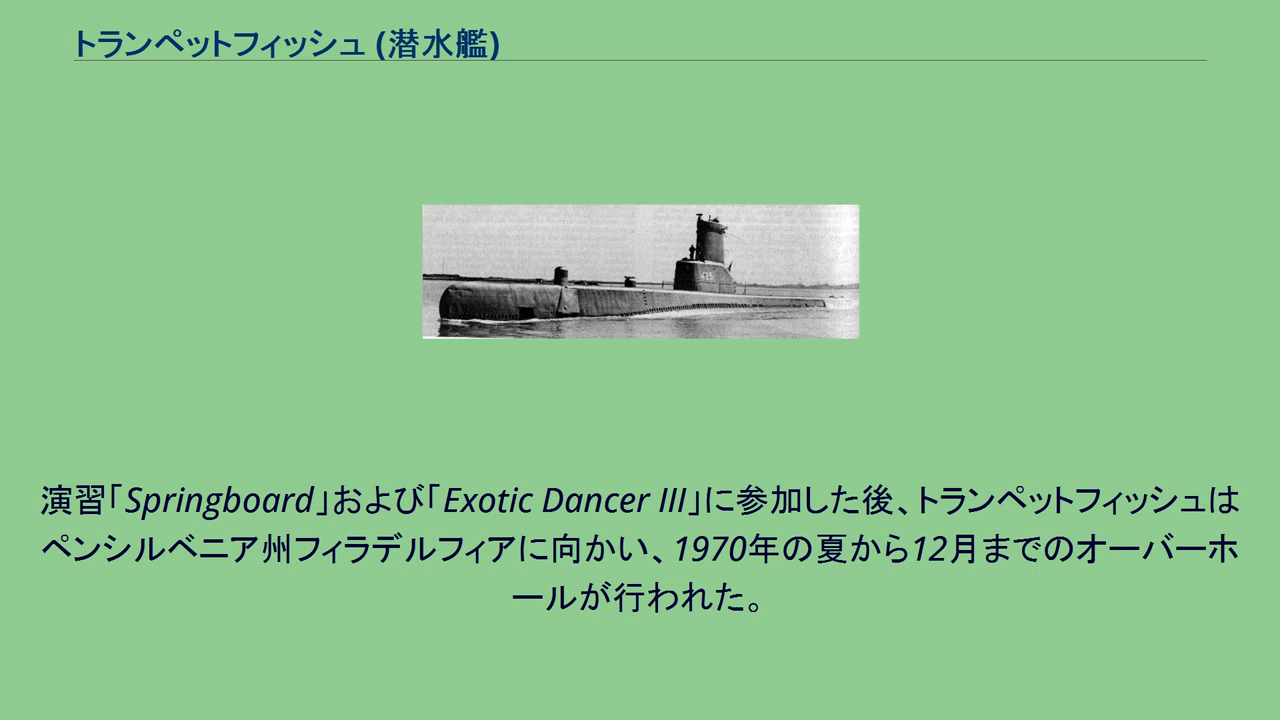 トランペットフィッシュ (潜水艦)
演習「Springboard」および「Exotic Dancer III」に参加した後、トランペットフィッシュは
ペンシルベニア州フィラデルフィアに向かい、1970年の夏から12月までのオーバーホ
ールが行われた。